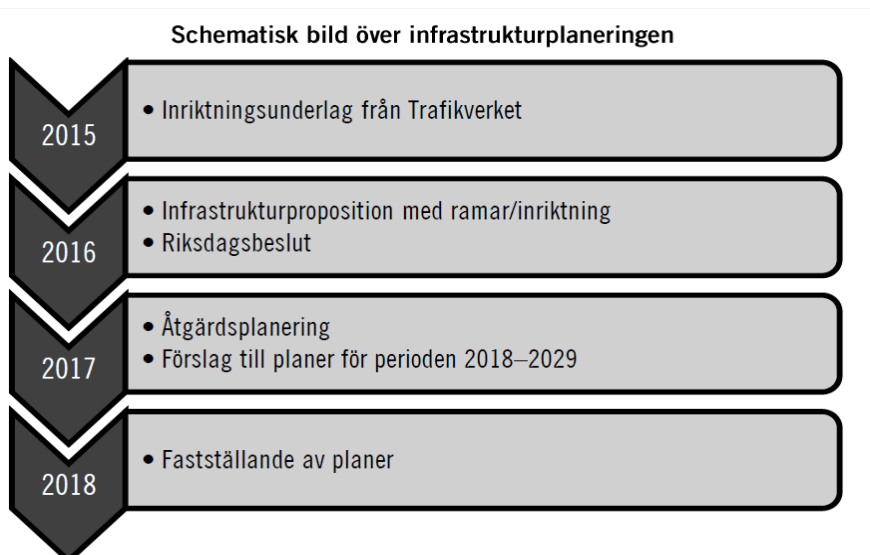 Schematisk bild över infrastrukturplaneringen
2015
• Inriktningsunderlag från Trafikverket
2016
• Infrastrukturproposition med ramar/inriktning
• Riksdagsbeslut
2017
• Åtgärdsplanering
• Förslag till planer för perioden 2018–2029
2018
• Fastställande av planer